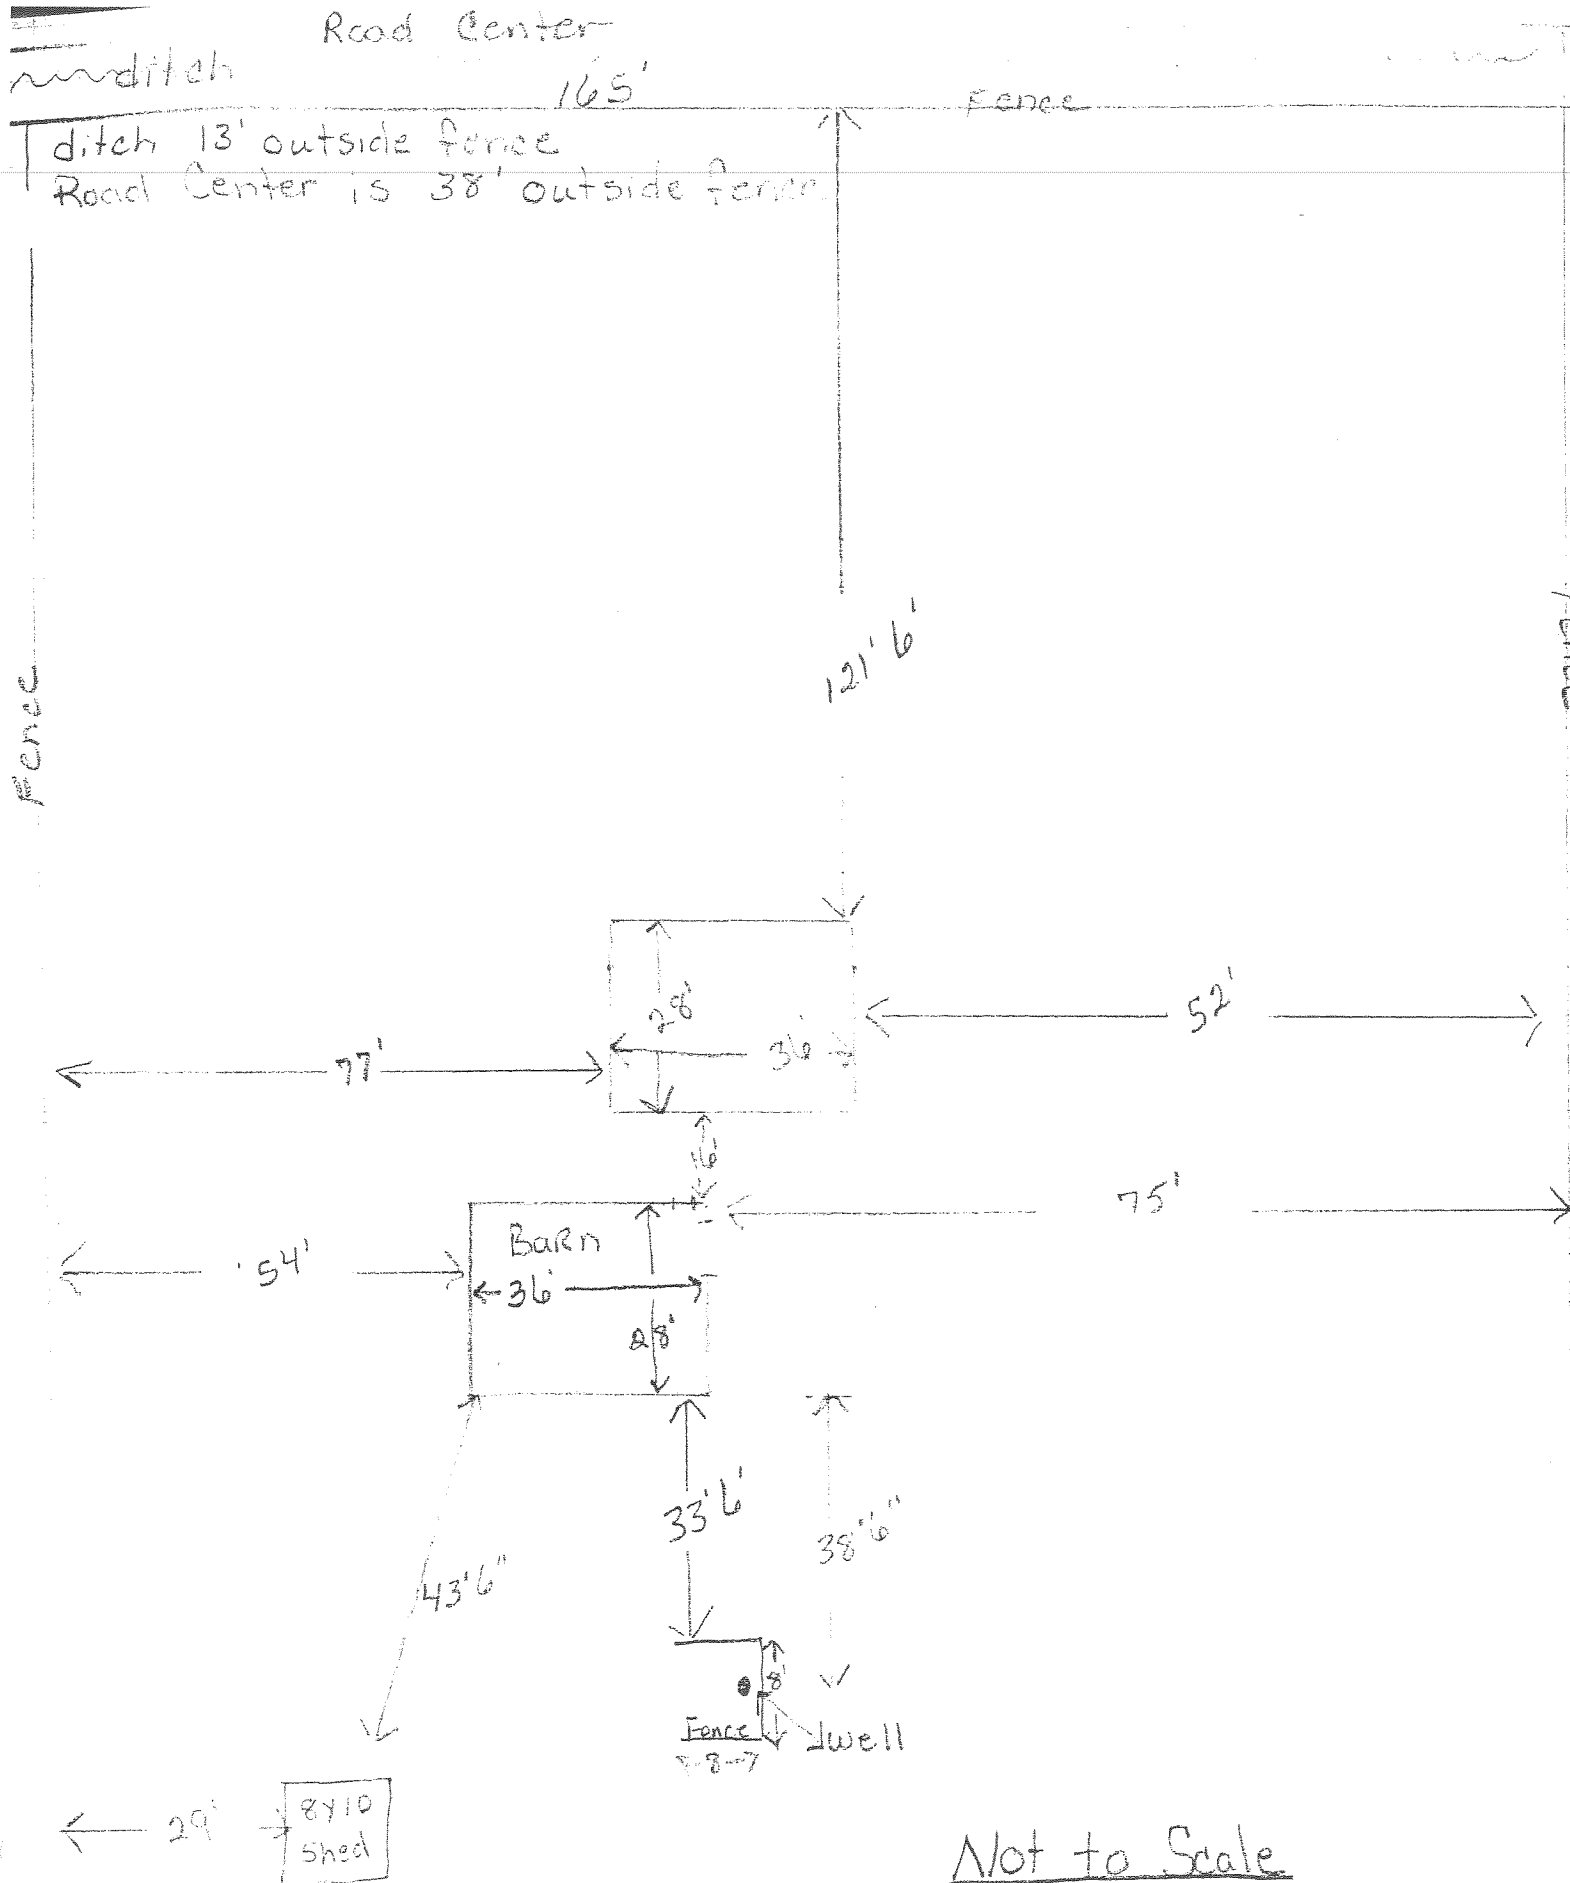 Road Center
ditch
165'
Fence
ditch 13' outside fence
Road Center is 38' outside fence
Fence
121' 6'
28'
36'
52'
77'
6'
75'
Barn
54'
36'
28'
33' 6'
38' 6"
43' 6"
8'
Fence
well
29'
8x10
Shed
Not to Scale